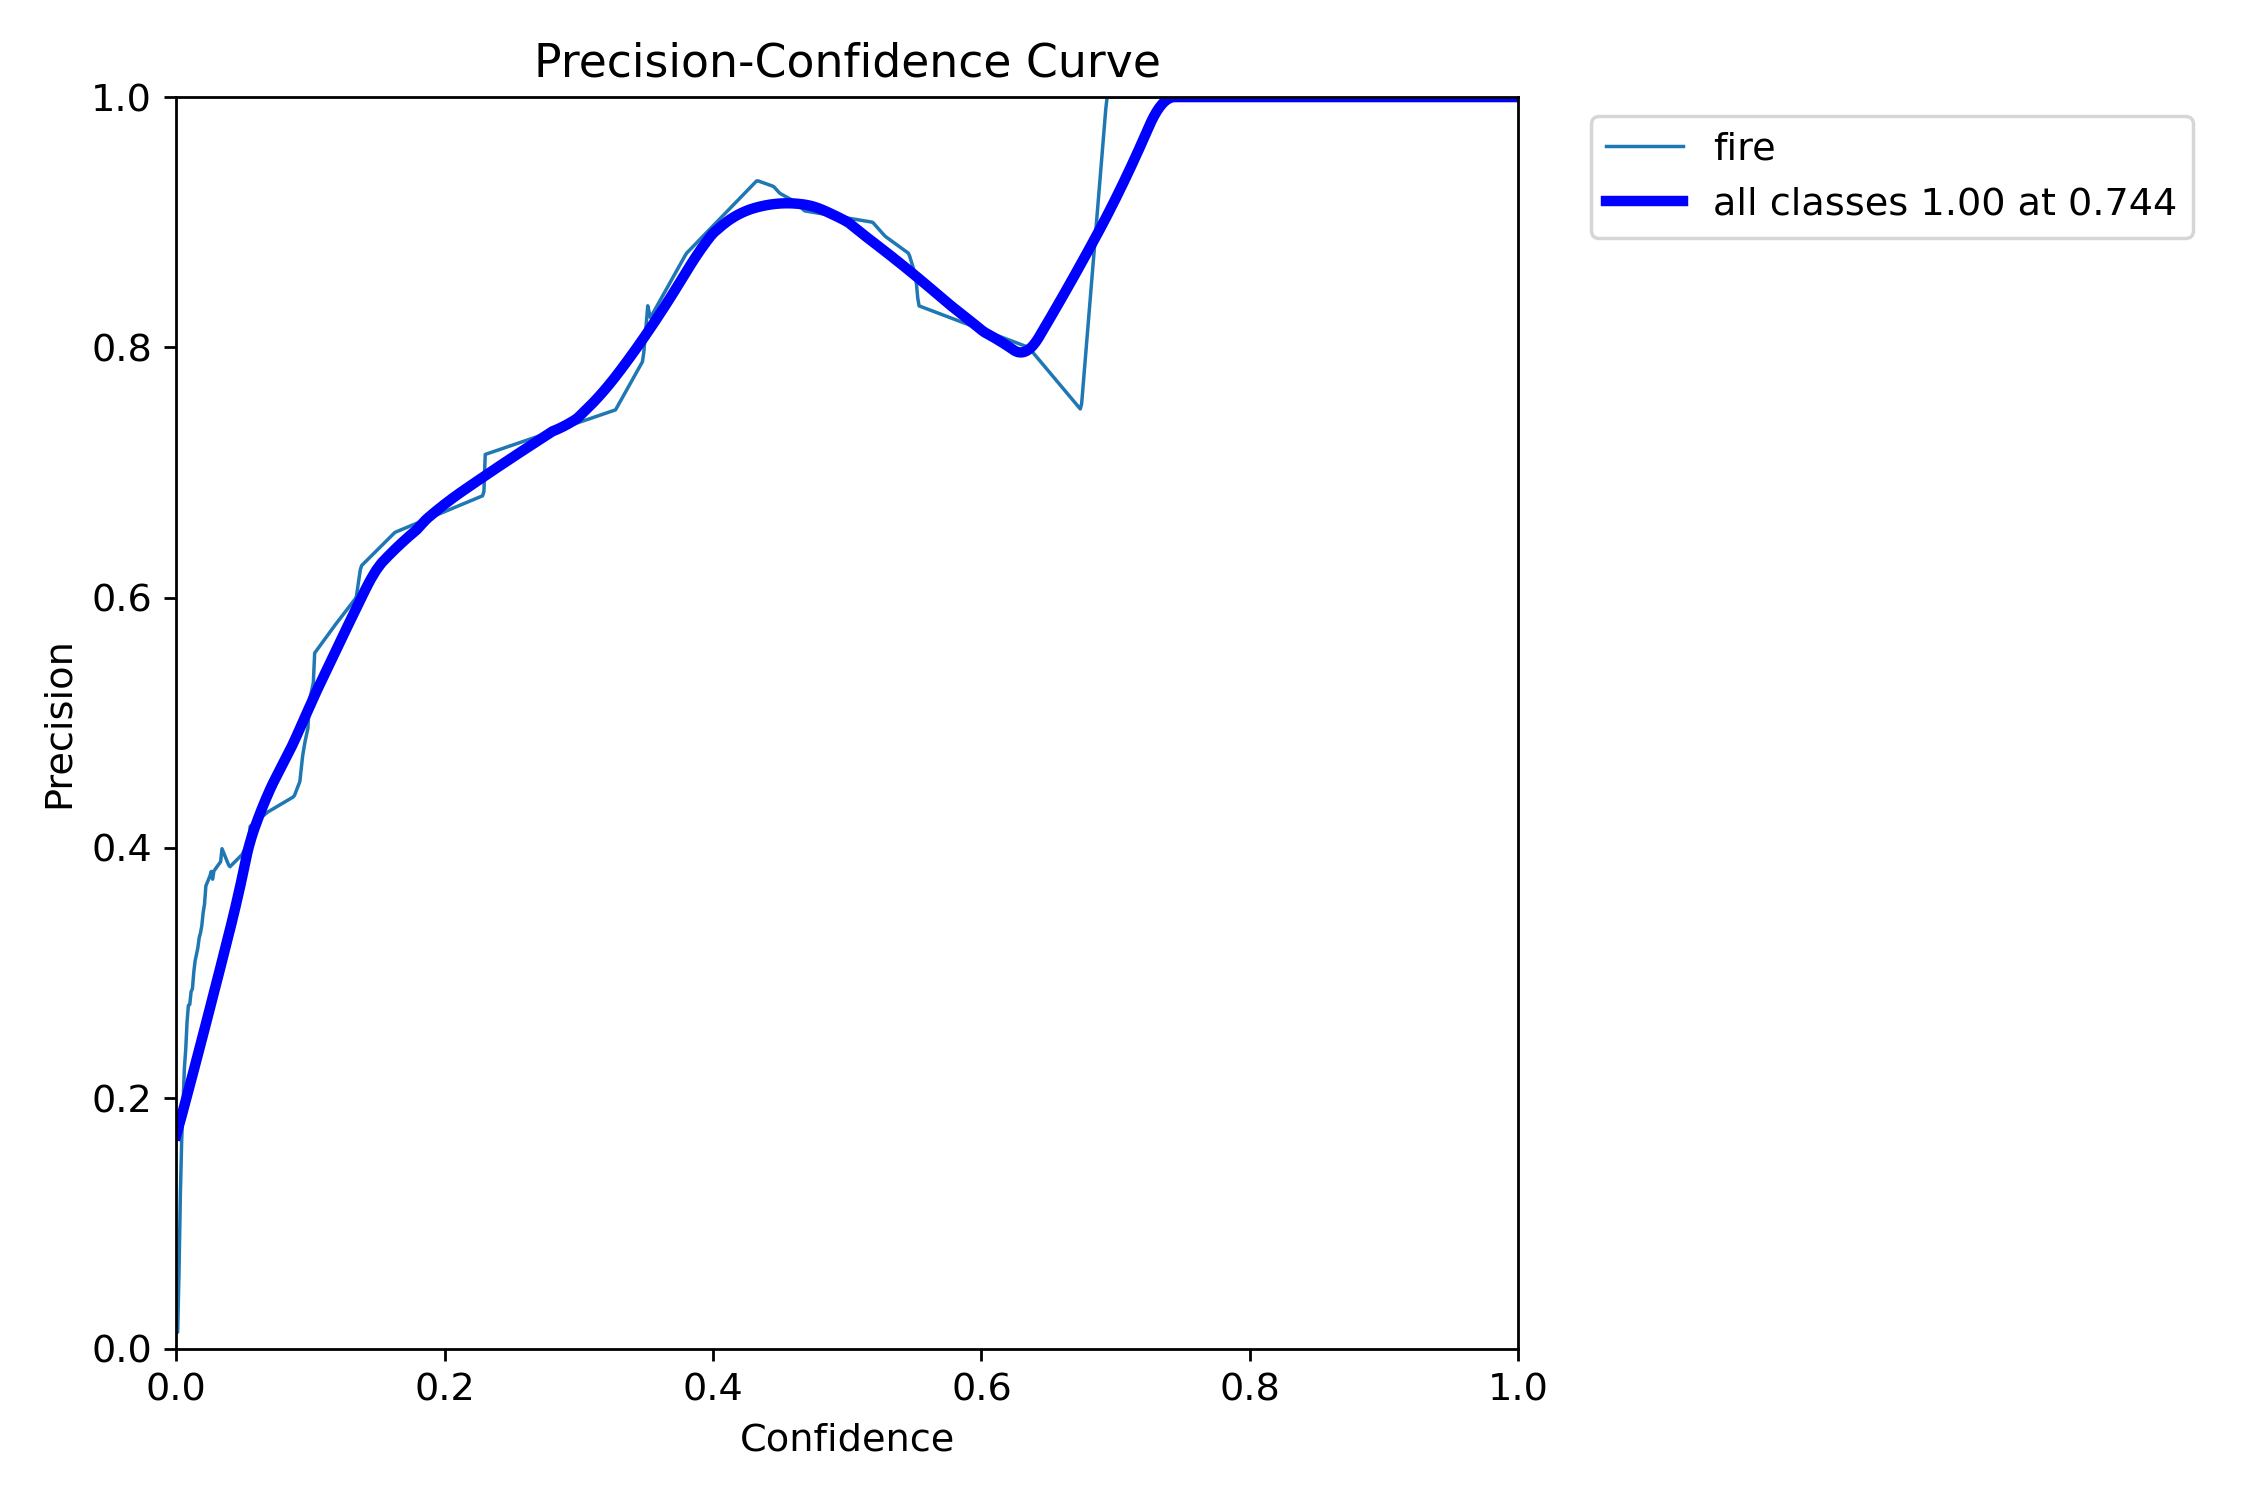 Precision-Confidence Curve
1.0
0.8
0.6
0.4
0.2
0.0
Precision
0.0 0.2 0.4 0.6 0.8 1.0
Confidence
fire
all classes 1.00 at 0.744